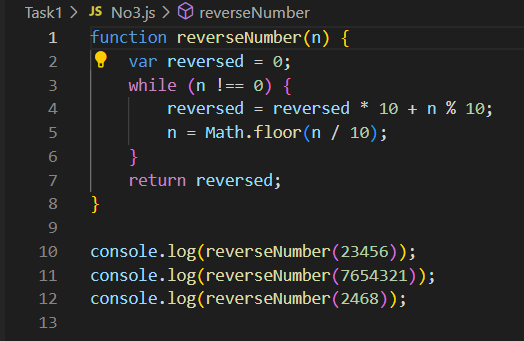 Task1 > JS No3.js > reverseNumber
1 function reverseNumber(n) {
2     var reversed = 0;
3     while (n !== 0) {
4         reversed = reversed * 10 + n % 10;
5         n = Math.floor(n / 10);
6     }
7     return reversed;
8 }
9
10 console.log(reverseNumber(23456));
11 console.log(reverseNumber(7654321));
12 console.log(reverseNumber(2468));
13